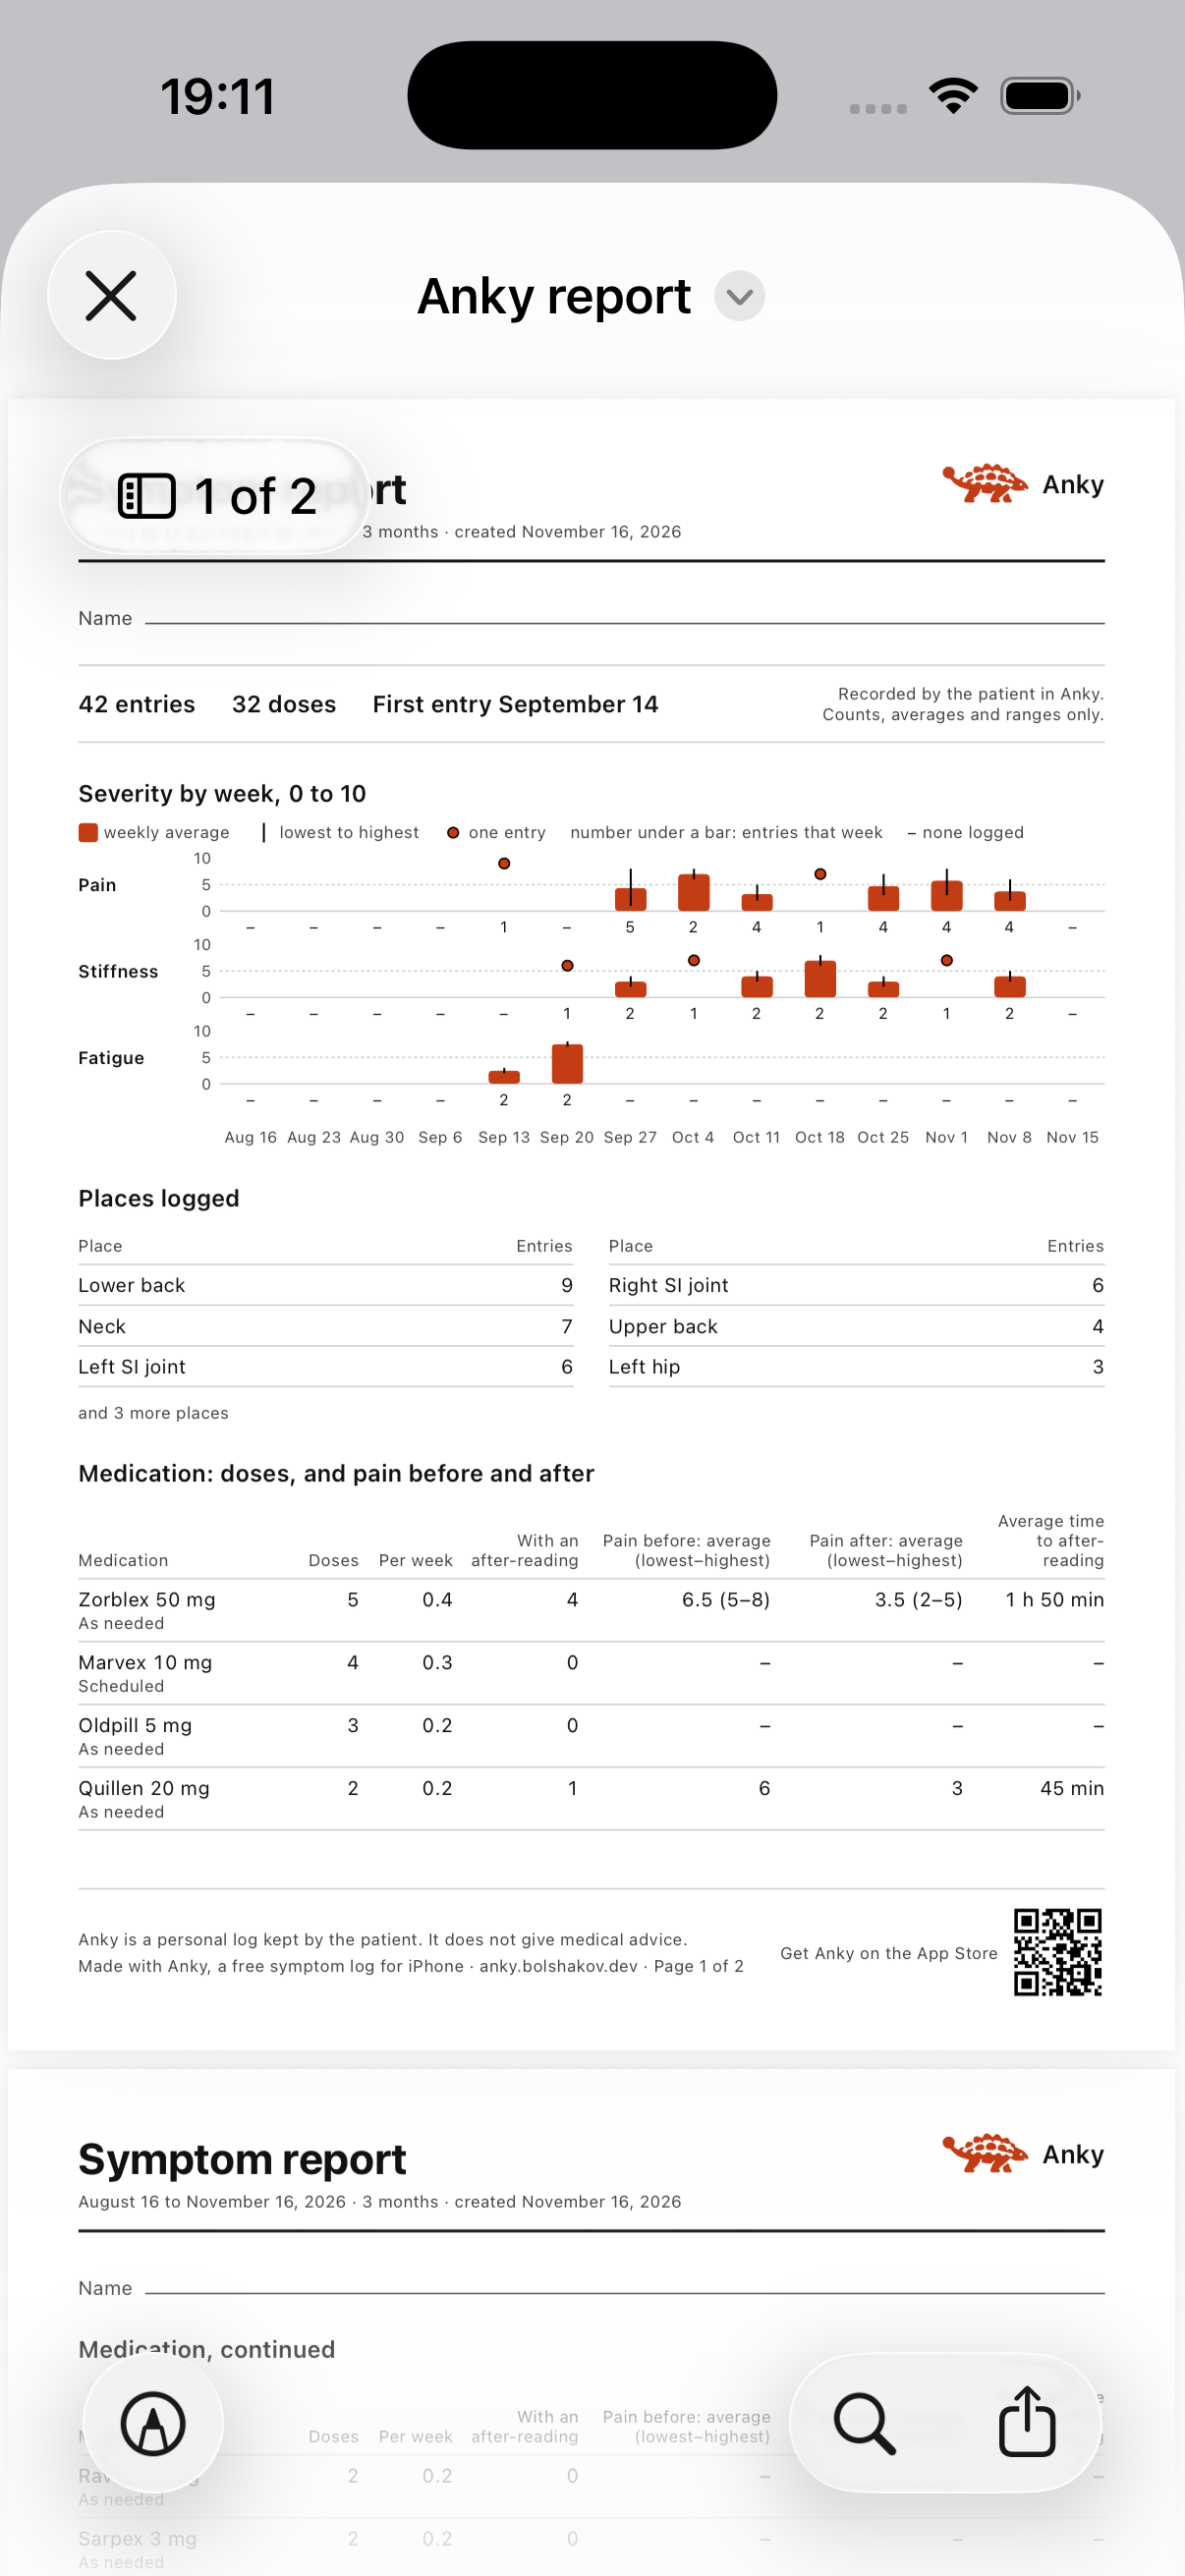 19:11
Anky report
1 of 2
Anky
3 months · created November 16, 2026
Name
42 entries 32 doses First entry September 14
Recorded by the patient in Anky.
Counts, averages and ranges only.
Severity by week, 0 to 10
weekly average lowest to highest one entry number under a bar: entries that week – none logged
10
Pain 5
0
– – – – 1 – 5 2 4 1 4 4 4 –
10
Stiffness 5
0
– – – – – 1 2 1 2 2 2 1 2 –
10
Fatigue 5
0
– – – – 2 2 – – – – – – – –
Aug 16 Aug 23 Aug 30 Sep 6 Sep 13 Sep 20 Sep 27 Oct 4 Oct 11 Oct 18 Oct 25 Nov 1 Nov 8 Nov 15
Places logged
Place Entries Place Entries
Lower back 9 Right SI joint 6
Neck 7 Upper back 4
Left SI joint 6 Left hip 3
and 3 more places
Medication: doses, and pain before and after
Medication Doses Per week With an after-reading Pain before: average (lowest–highest) Pain after: average (lowest–highest) Average time to after-reading
Zorblex 50 mg 5 0.4 4 6.5 (5–8) 3.5 (2–5) 1 h 50 min
As needed
Marvex 10 mg 4 0.3 0 – – –
Scheduled
Oldpill 5 mg 3 0.2 0 – – –
As needed
Quillen 20 mg 2 0.2 1 6 3 45 min
As needed
Anky is a personal log kept by the patient. It does not give medical advice.
Made with Anky, a free symptom log for iPhone · anky.bolshakov.dev · Page 1 of 2
Get Anky on the App Store
Symptom report
Anky
August 16 to November 16, 2026 · 3 months · created November 16, 2026
Name
Medication, continued
Doses Per week With an after-reading Pain before: average (lowest–highest)
2 0.2 0 – –
As needed
Sarpex 3 mg 2 0.2 0 – – –
As needed